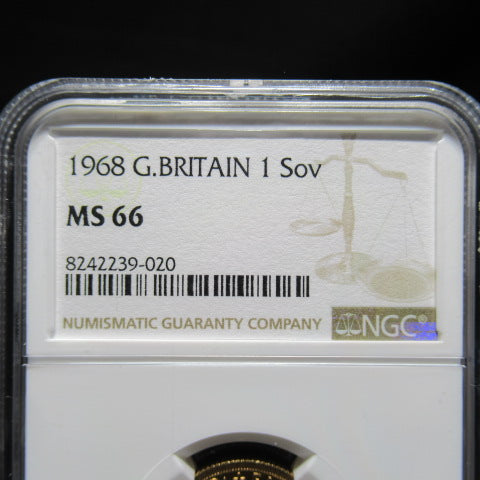 1968 G.BRITAIN 1 Sov
MS 66
8242239-020
NUMISMATIC GUARANTY COMPANY
NGC®